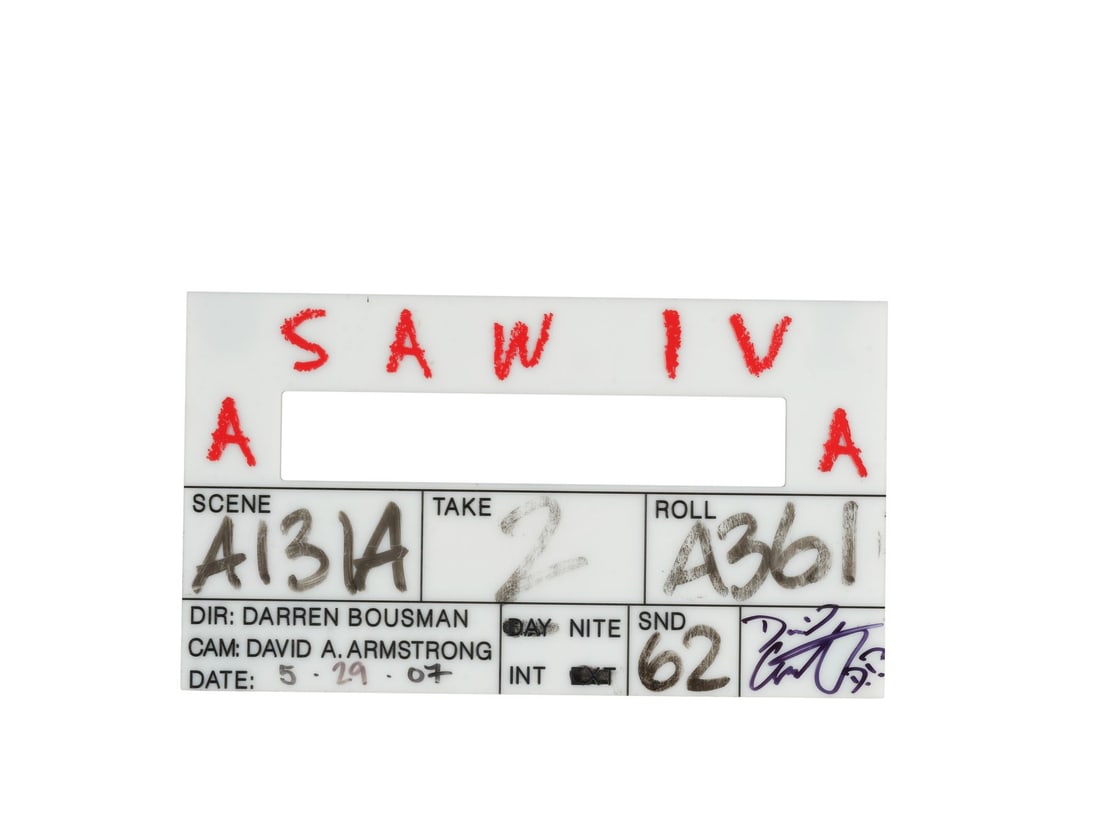 SAW IV
A A
SCENE TAKE ROLL
A131A 2 A361
DIR: DARREN BOUSMAN
CAM: DAVID A. ARMSTRONG
DATE: 5 · 29 · 07
DAY NITE
INT EXT
SND
62